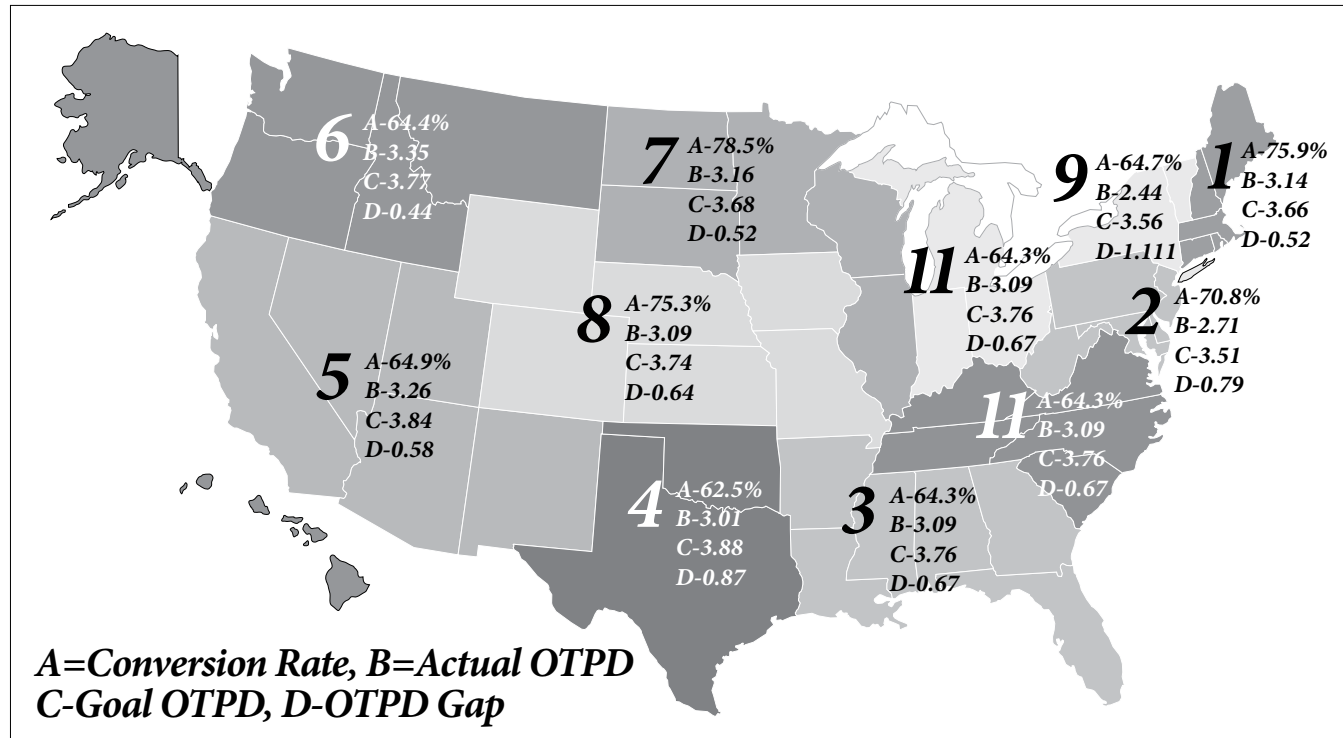 6
A-64.4%
B-3.35
C-3.77
D-0.44
7
A-78.5%
B-3.16
C-3.68
D-0.52
9
A-64.7%
B-2.44
C-3.56
D-1.111
1
A-75.9%
B-3.14
C-3.66
D-0.52
11
A-64.3%
B-3.09
C-3.76
D-0.67
2
A-70.8%
B-2.71
C-3.51
D-0.79
8
A-75.3%
B-3.09
C-3.74
D-0.64
5
A-64.9%
B-3.26
C-3.84
D-0.58
11
A-64.3%
B-3.09
C-3.76
D-0.67
4
A-62.5%
B-3.01
C-3.88
D-0.87
3
A-64.3%
B-3.09
C-3.76
D-0.67
A=Conversion Rate, B=Actual OTPD
C-Goal OTPD, D-OTPD Gap